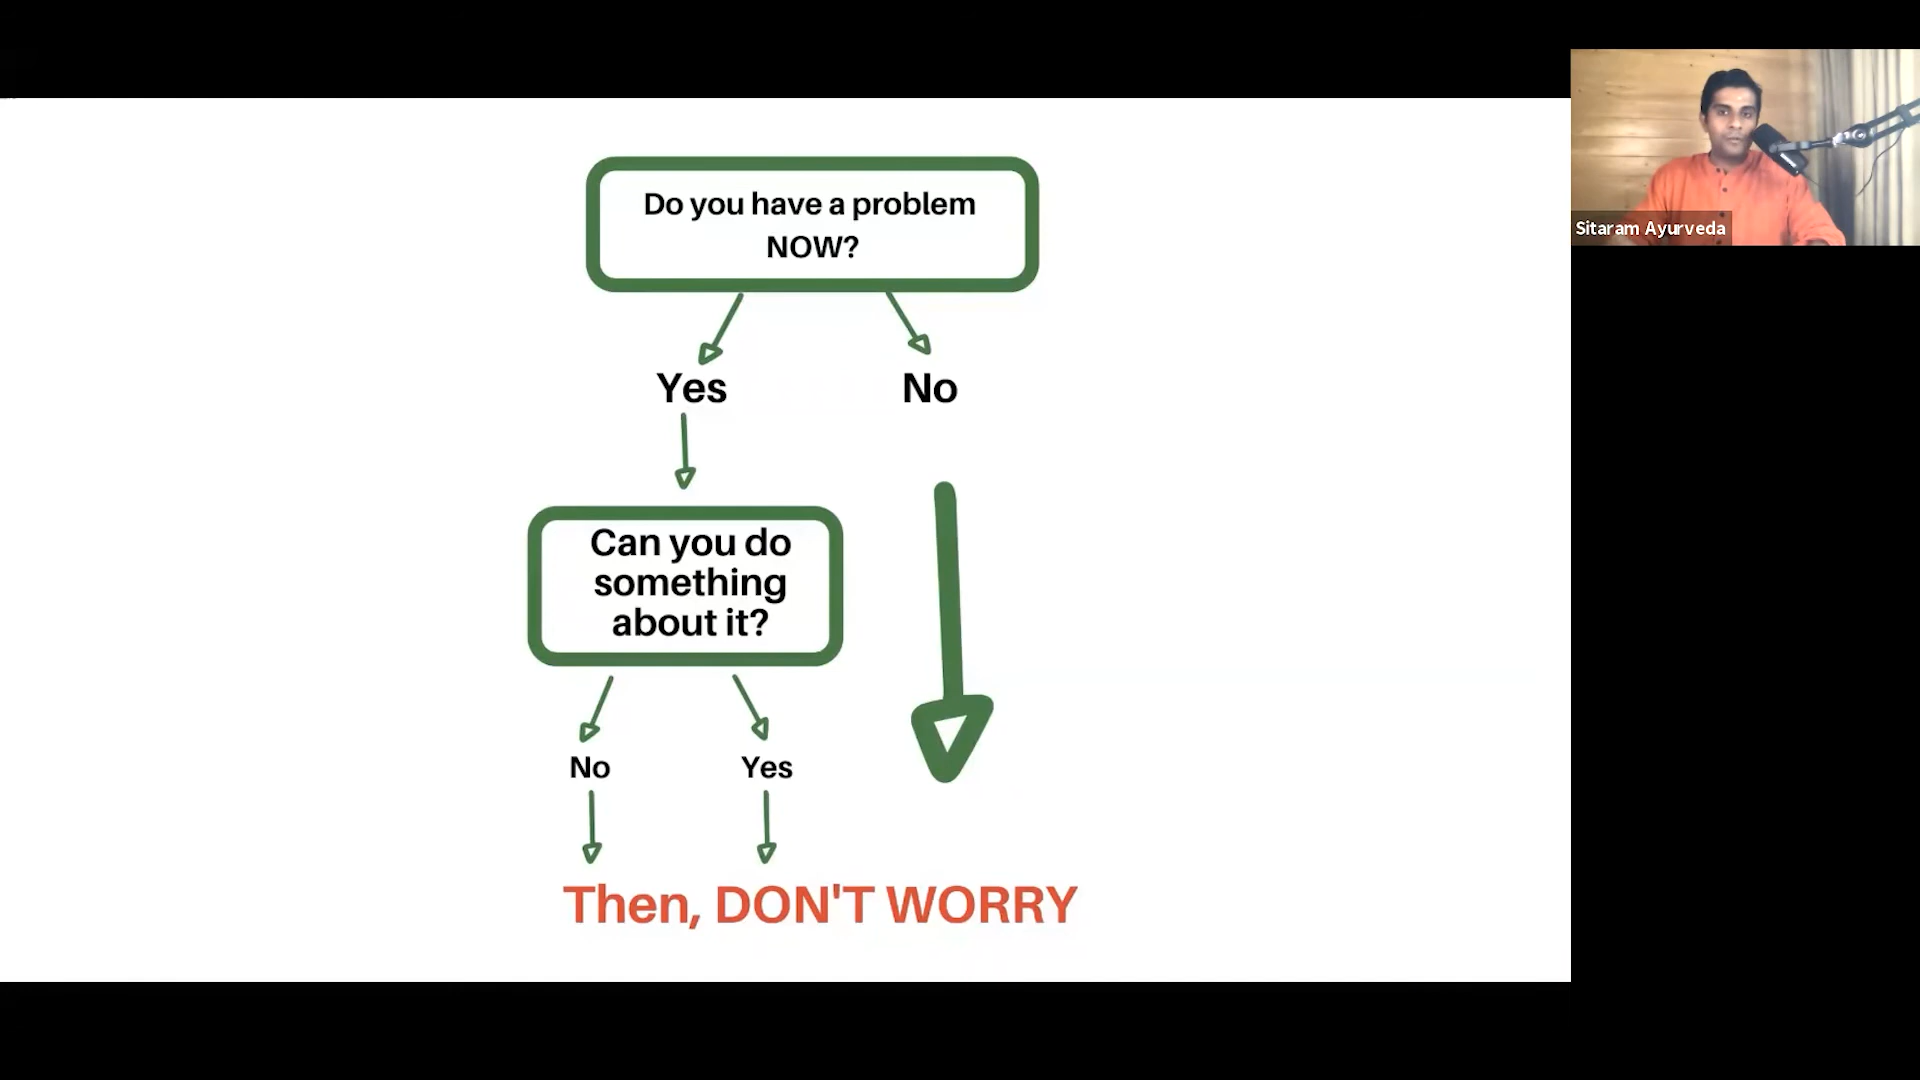 Do you have a problem
NOW?
Sitaram Ayurveda
Yes
No
Can you do
something
about it?
No
Yes
Then, DON'T WORRY